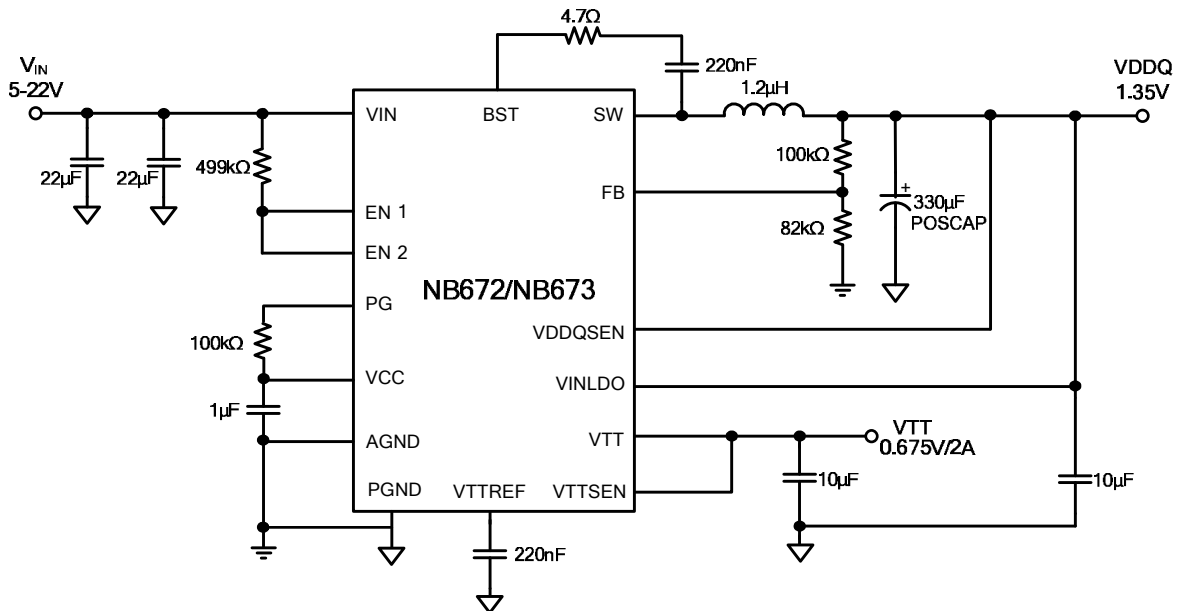 4.7Ω
220nF
VIN
5-22V
22µF
22µF
499kΩ
VIN
EN 1
EN 2
PG
100kΩ
VCC
1µF
AGND
PGND
VTTREF
220nF
BST
NB672/NB673
SW
1.2µH
FB
100kΩ
82kΩ
+
330µF
POSCAP
VDDQ
1.35V
VDDQSEN
VINLDO
VTT
VTTSEN
VTT
0.675V/2A
10µF
10µF